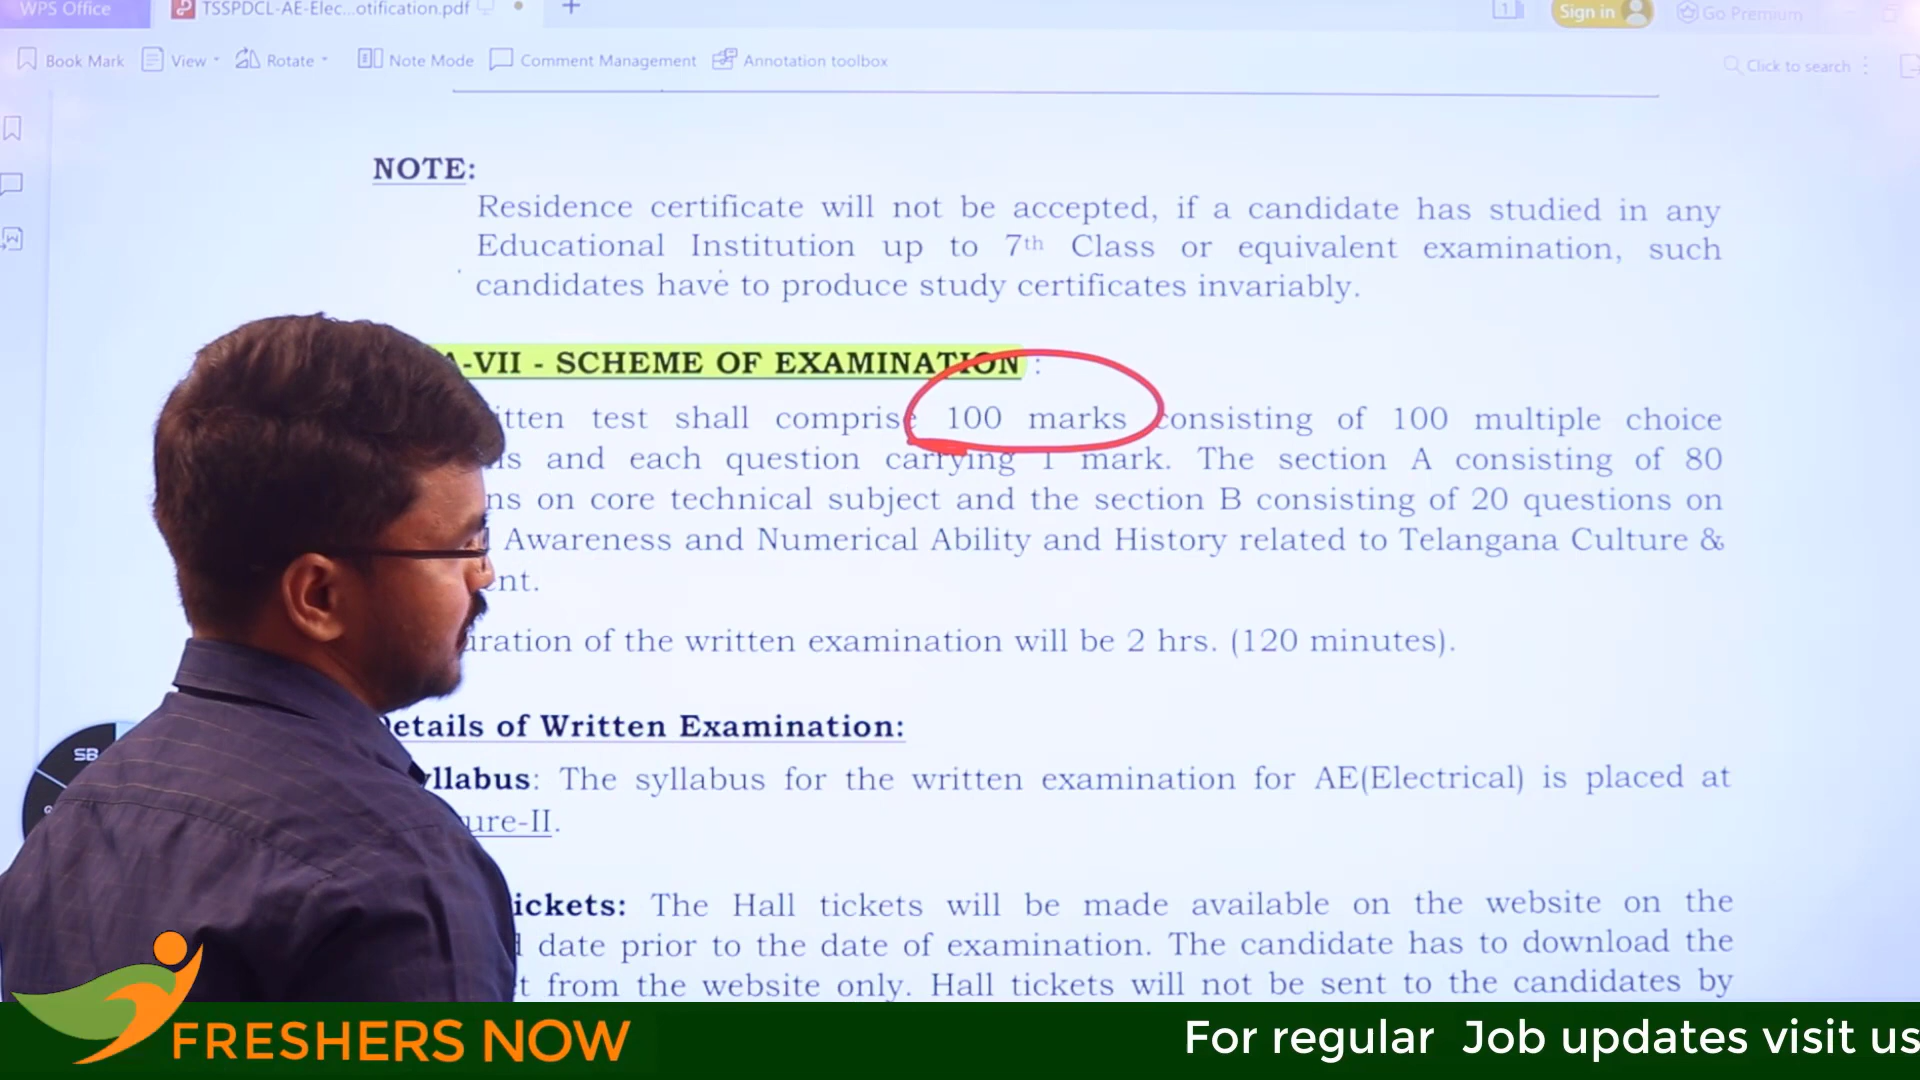 WPS Office
TSSPDCL-AE-Elec...otification.pdf
+
1
Sign in
Go Premium
Book Mark
View
Rotate
Note Mode
Comment Management
Annotation toolbox
Click to search
NOTE:
Residence certificate will not be accepted, if a candidate has studied in any
Educational Institution up to 7th Class or equivalent examination, such
candidates have to produce study certificates invariably.
A-VII - SCHEME OF EXAMINATION :
itten test shall comprise 100 marks consisting of 100 multiple choice
ns and each question carrying 1 mark. The section A consisting of 80
ns on core technical subject and the section B consisting of 20 questions on
Awareness and Numerical Ability and History related to Telangana Culture &
ent.
uration of the written examination will be 2 hrs. (120 minutes).
Details of Written Examination:
yllabus: The syllabus for the written examination for AE(Electrical) is placed at
ure-II.
ickets: The Hall tickets will be made available on the website on the
d date prior to the date of examination. The candidate has to download the
t from the website only. Hall tickets will not be sent to the candidates by
SB
FRESHERS NOW
For regular Job updates visit us